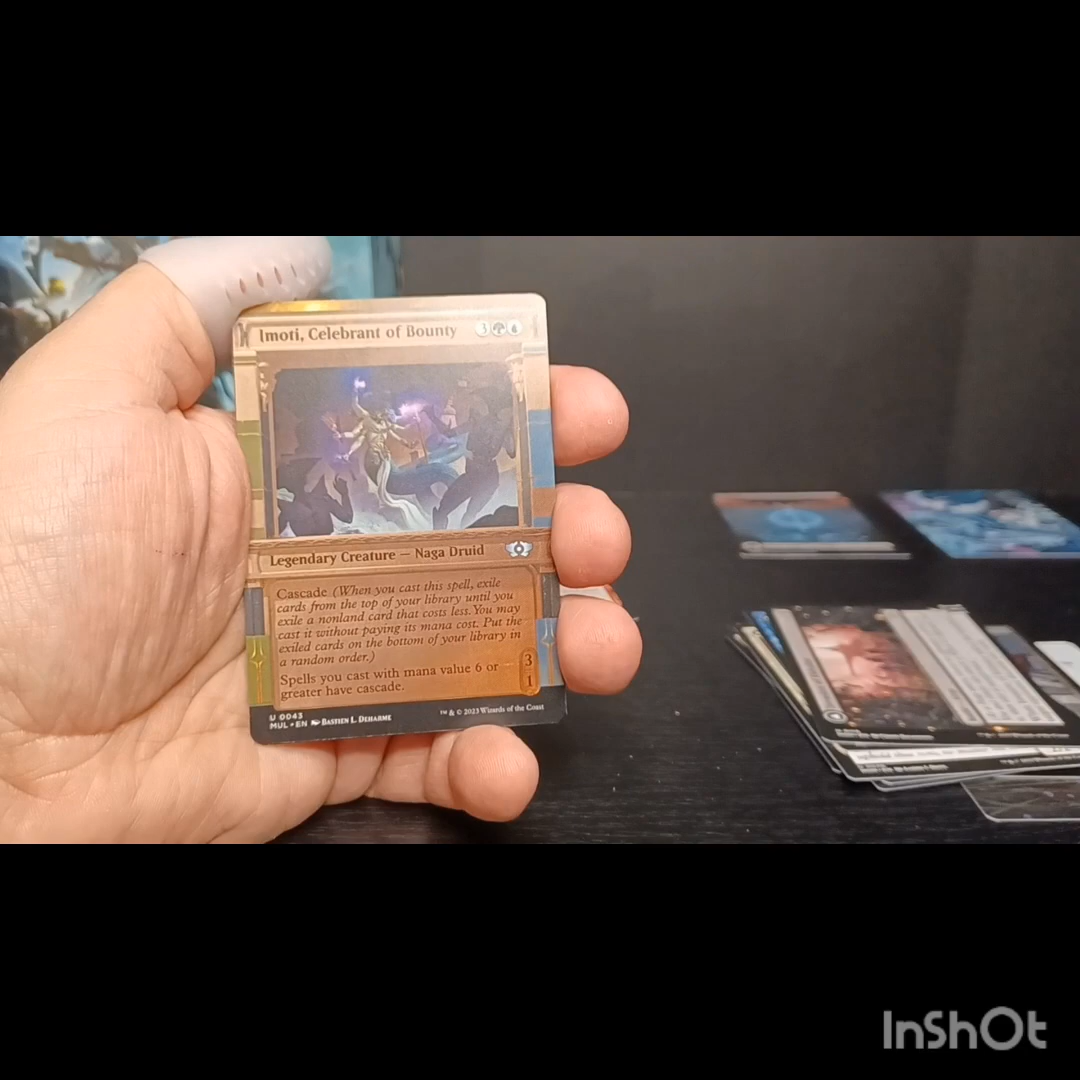 Imoti, Celebrant of Bounty 3
Legendary Creature — Naga Druid
Cascade (When you cast this spell, exile
cards from the top of your library until you
exile a nonland card that costs less. You may
cast it without paying its mana cost. Put the
exiled cards on the bottom of your library in
a random order.)
Spells you cast with mana value 6 or
greater have cascade.
3
1
U 0043
MUL • EN BASTIEN L. DEHARME
™ & © 2023 Wizards of the Coast
InShOt